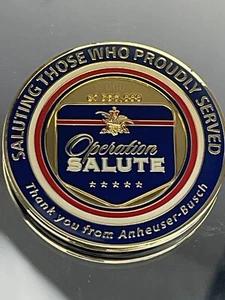 SALUTING THOSE WHO PROUDLY SERVED
Operation
SALUTE
Thank you from Anheuser-Busch